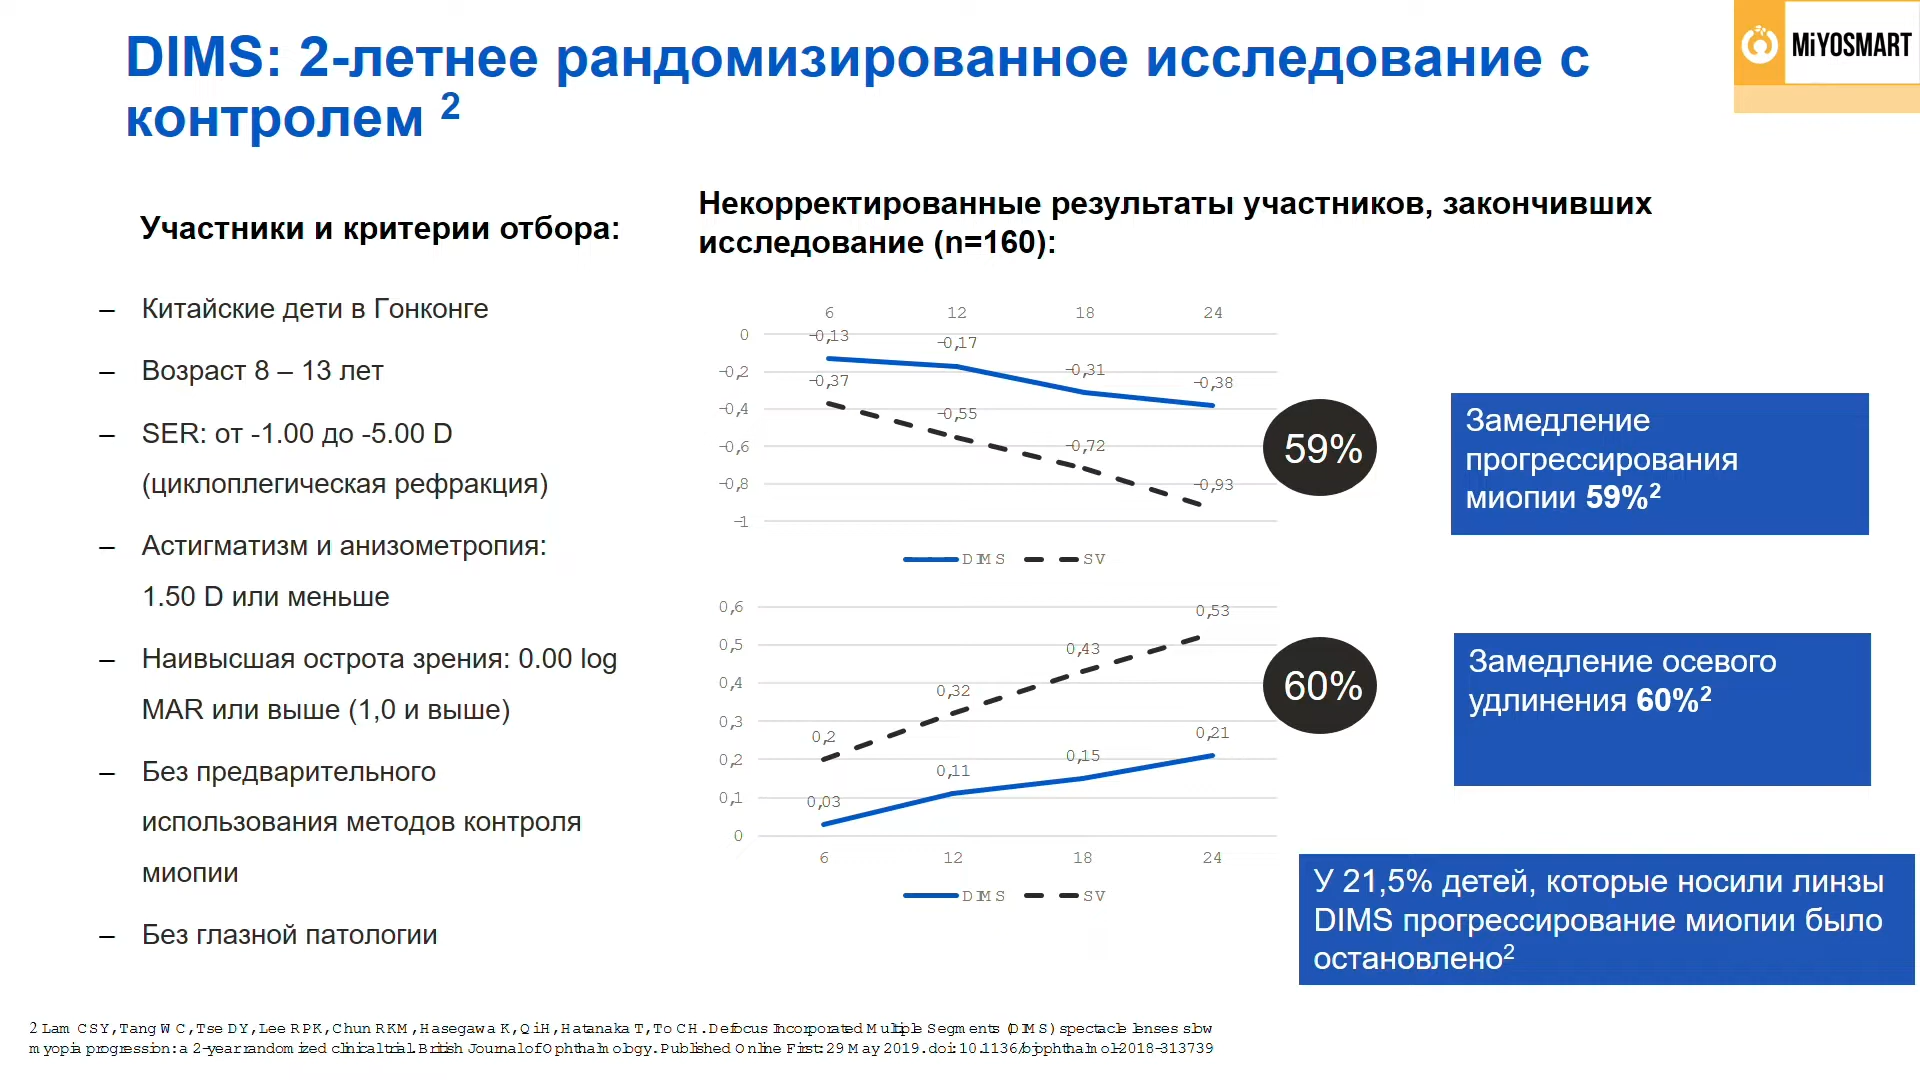 DIMS: 2-летнее рандомизированное исследование с
контролем ²
MiYOSMART
Участники и критерии отбора:
– Китайские дети в Гонконге
– Возраст 8 – 13 лет
– SER: от -1.00 до -5.00 D
(циклоплегическая рефракция)
– Астигматизм и анизометропия:
1.50 D или меньше
– Наивысшая острота зрения: 0.00 log
MAR или выше (1,0 и выше)
– Без предварительного
использования методов контроля
миопии
– Без глазной патологии
Некорректированные результаты участников, закончивших
исследование (n=160):
6 12 18 24
0
-0,2
-0,4
-0,6
-0,8
-1
-0,13 -0,17 -0,31 -0,38
-0,37 -0,55 -0,72 -0,93
DIMS SV
59%
Замедление
прогрессирования
миопии 59%²
0,6
0,5
0,4
0,3
0,2
0,1
0
0,2 0,32 0,43 0,53
0,03 0,11 0,15 0,21
6 12 18 24
DIMS SV
60%
Замедление осевого
удлинения 60%²
У 21,5% детей, которые носили линзы
DIMS прогрессирование миопии было
остановлено²
2 Lam CSY, Tang WC, Tse DY, Lee RPK, Chun RKM, Hasegawa K, Qi H, Hatanaka T, To CH. Defocus Incorporated Multiple Segments (DIMS) spectacle lenses slow
myopia progression: a 2-year randomized clinical trial. British Journal of Ophthalmology. Published Online First: 29 May 2019. doi: 10.1136/bjophthalmol-2018-313739